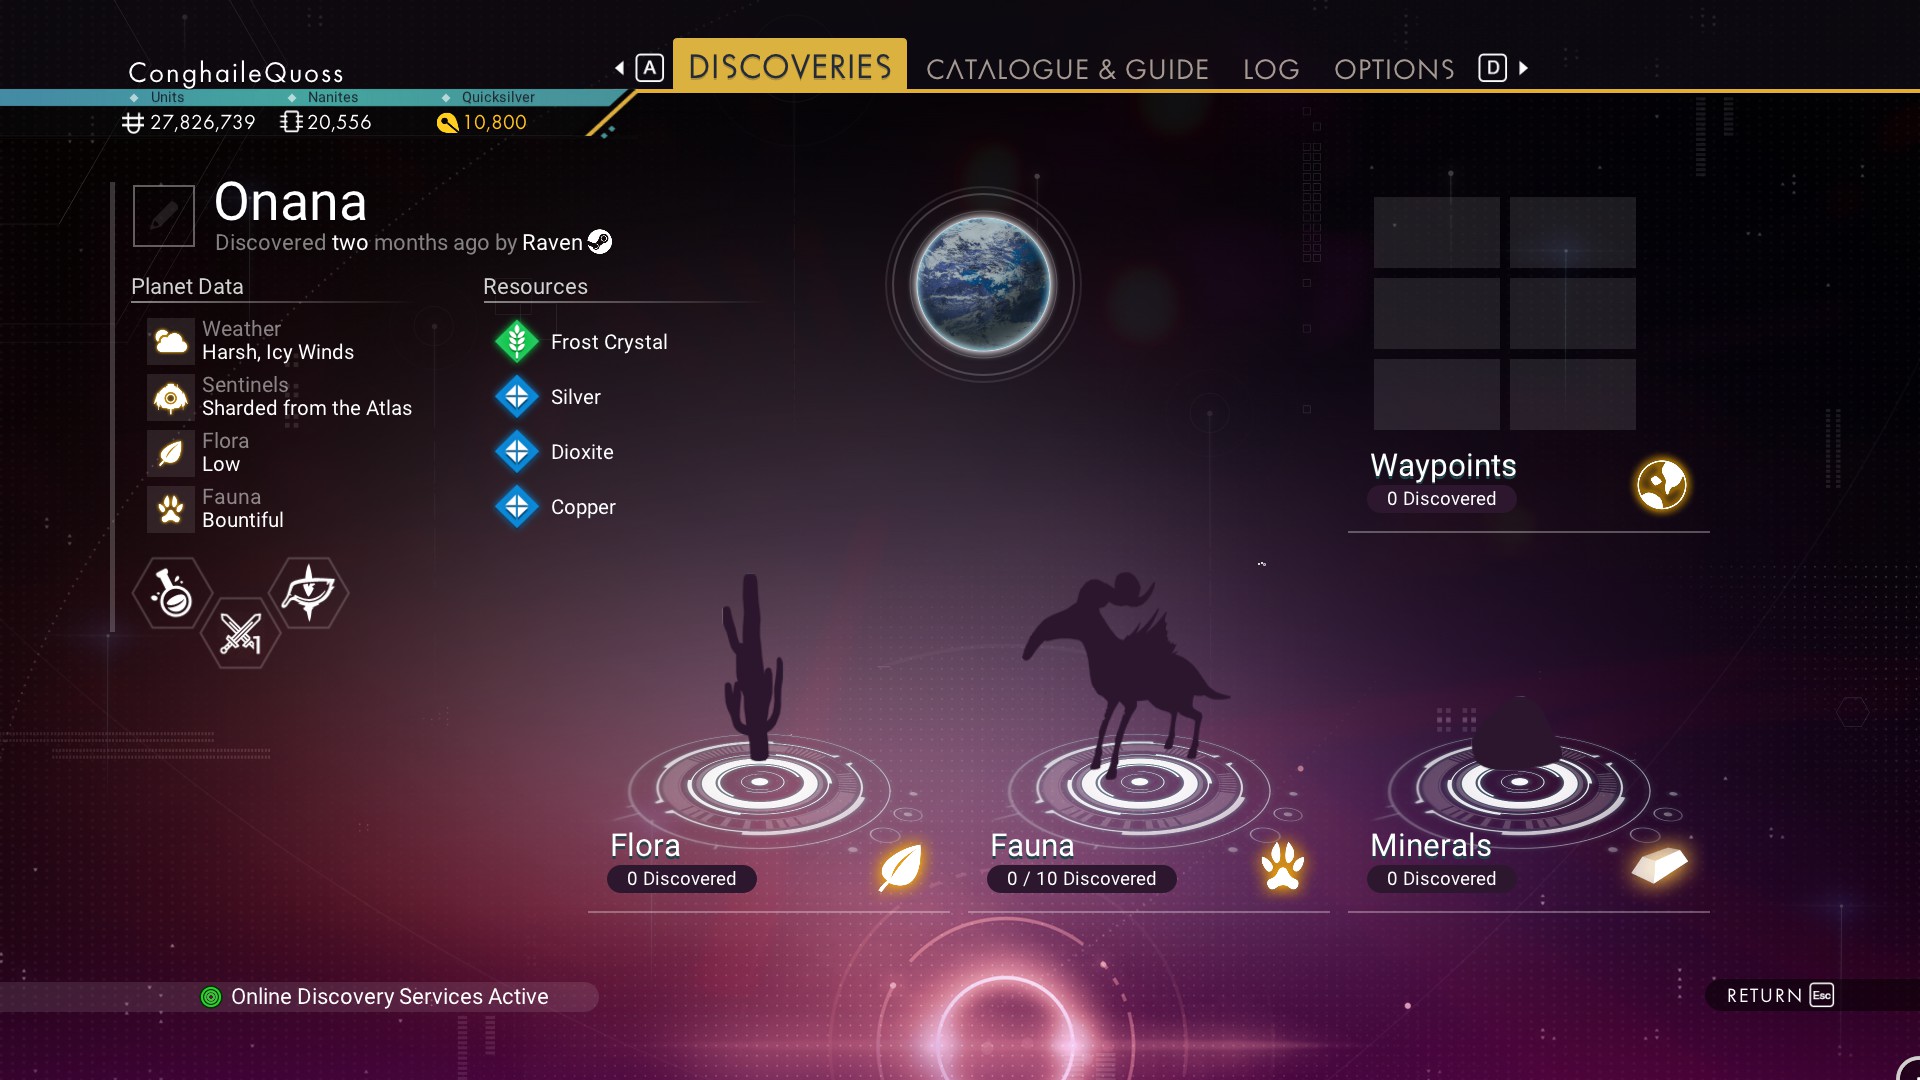 ConghaileQuoss
Units Nanites Quicksilver
27,826,739 20,556 10,800
A DISCOVERIES CATALOGUE & GUIDE LOG OPTIONS D
Onana
Discovered two months ago by Raven
Planet Data
Weather
Harsh, Icy Winds
Sentinels
Sharded from the Atlas
Flora
Low
Fauna
Bountiful
Resources
Frost Crystal
Silver
Dioxite
Copper
Waypoints
0 Discovered
Flora
0 Discovered
Fauna
0 / 10 Discovered
Minerals
0 Discovered
Online Discovery Services Active
RETURN Esc